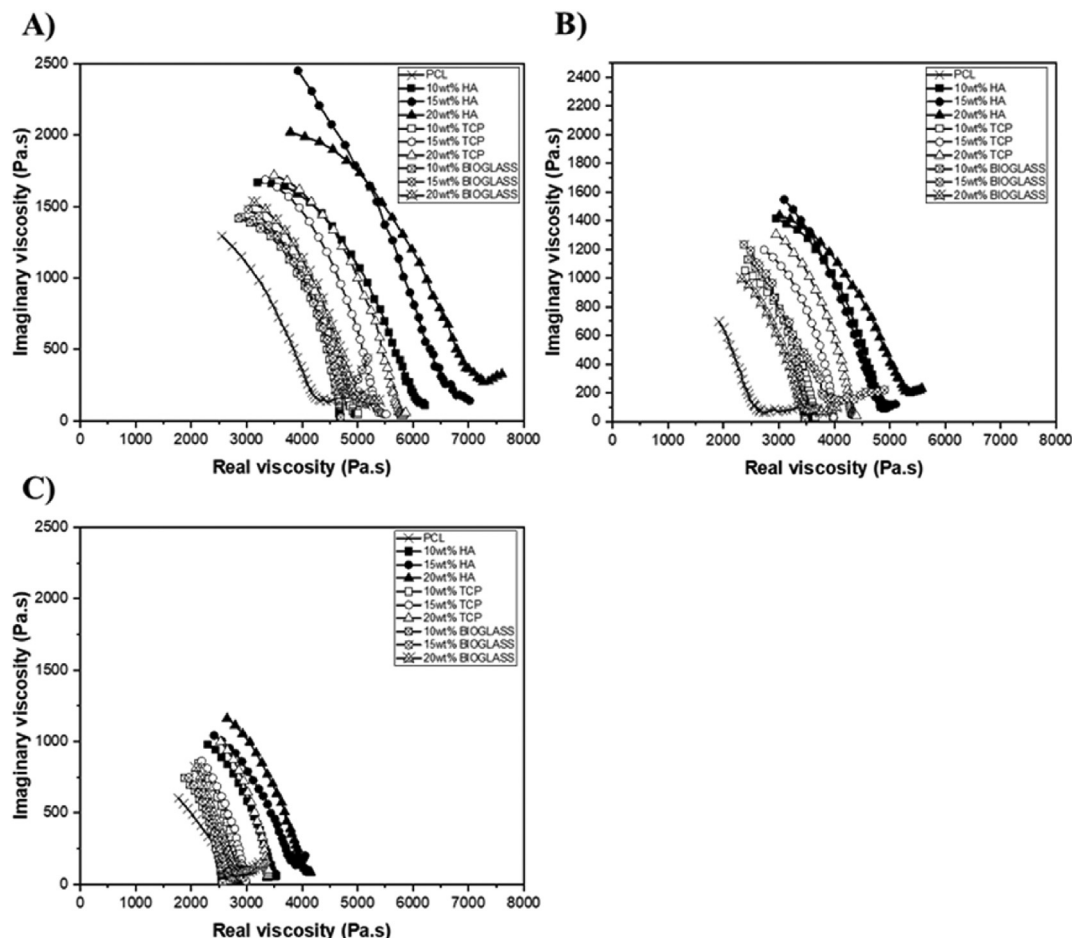 A)
2500
2000
1500
1000
500
0
Imaginary viscosity (Pa.s)
PCL
10wt% HA
15wt% HA
20wt% HA
10wt% TCP
15wt% TCP
20wt% TCP
10wt% BIOGLASS
15wt% BIOGLASS
20wt% BIOGLASS
0 1000 2000 3000 4000 5000 6000 7000 8000
Real viscosity (Pa.s)
B)
2400
2200
2000
1800
1600
1400
1200
1000
800
600
400
200
0
Imaginary viscosity (Pa.s)
PCL
10wt% HA
15wt% HA
20wt% HA
10wt% TCP
15wt% TCP
20wt% TCP
10wt% BIOGLASS
15wt% BIOGLASS
20wt% BIOGLASS
0 1000 2000 3000 4000 5000 6000 7000 8000
Real viscosity (Pa.s)
C)
2500
2000
1500
1000
500
0
Imaginary viscosity (Pa.s)
PCL
10wt% HA
15wt% HA
20wt% HA
10wt% TCP
15wt% TCP
20wt% TCP
10wt% BIOGLASS
15wt% BIOGLASS
20wt% BIOGLASS
0 1000 2000 3000 4000 5000 6000 7000 8000
Real viscosity (Pa.s)